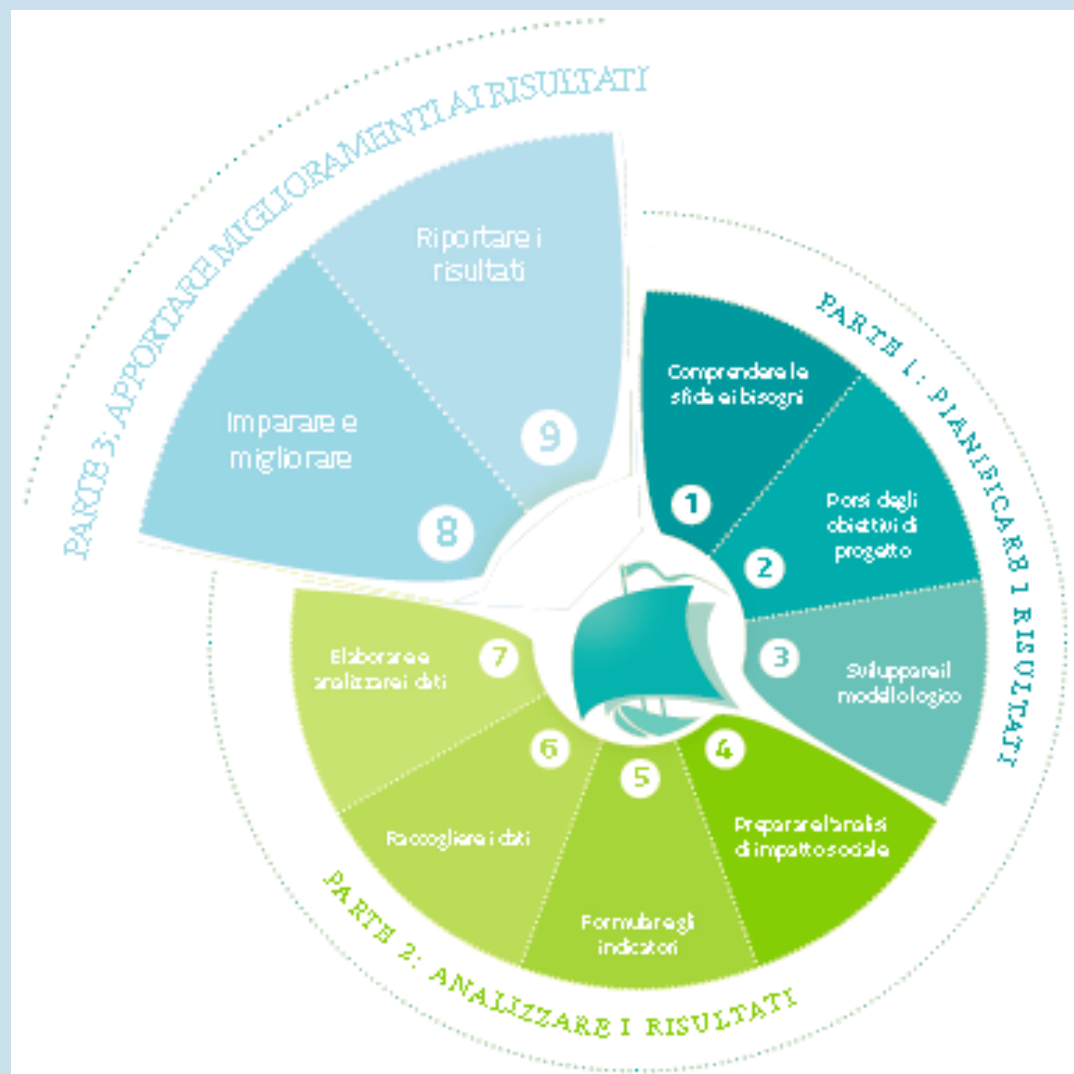 PARTE 3: APPORTARE MIGLIORAMENTI AI RISULTATI
Riportare i
risultati
9
Imparare e
migliorare
8
PARTE 1: PIANIFICARE I RISULTATI
Comprendere le
sfide e i bisogni
1
Porsi degli
obiettivi di
progetto
2
Sviluppare il
modello logico
3
PARTE 2: ANALIZZARE I RISULTATI
4
Preparare l'analisi
di impatto sociale
5
Formulare gli
indicatori
6
Raccogliere i dati
7
Elaborare e
analizzare i dati